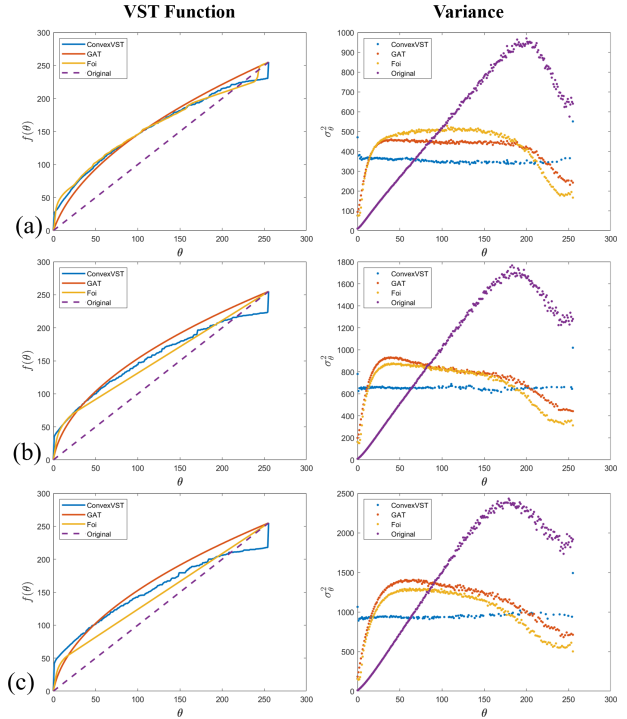 VST Function
Variance
(a)
300
250
200
150
100
50
0
f(θ)
ConvexVST
GAT
Foi
Original
0 50 100 150 200 250 300
θ
1000
900
800
700
600
500
400
300
200
100
0
σ²θ
ConvexVST
GAT
Foi
Original
0 50 100 150 200 250 300
θ
(b)
300
250
200
150
100
50
0
f(θ)
ConvexVST
GAT
Foi
Original
0 50 100 150 200 250 300
θ
1800
1600
1400
1200
1000
800
600
400
200
0
σ²θ
ConvexVST
GAT
Foi
Original
0 50 100 150 200 250 300
θ
(c)
300
250
200
150
100
50
0
f(θ)
ConvexVST
GAT
Foi
Original
0 50 100 150 200 250 300
θ
2500
2000
1500
1000
500
0
σ²θ
ConvexVST
GAT
Foi
Original
0 50 100 150 200 250 300
θ